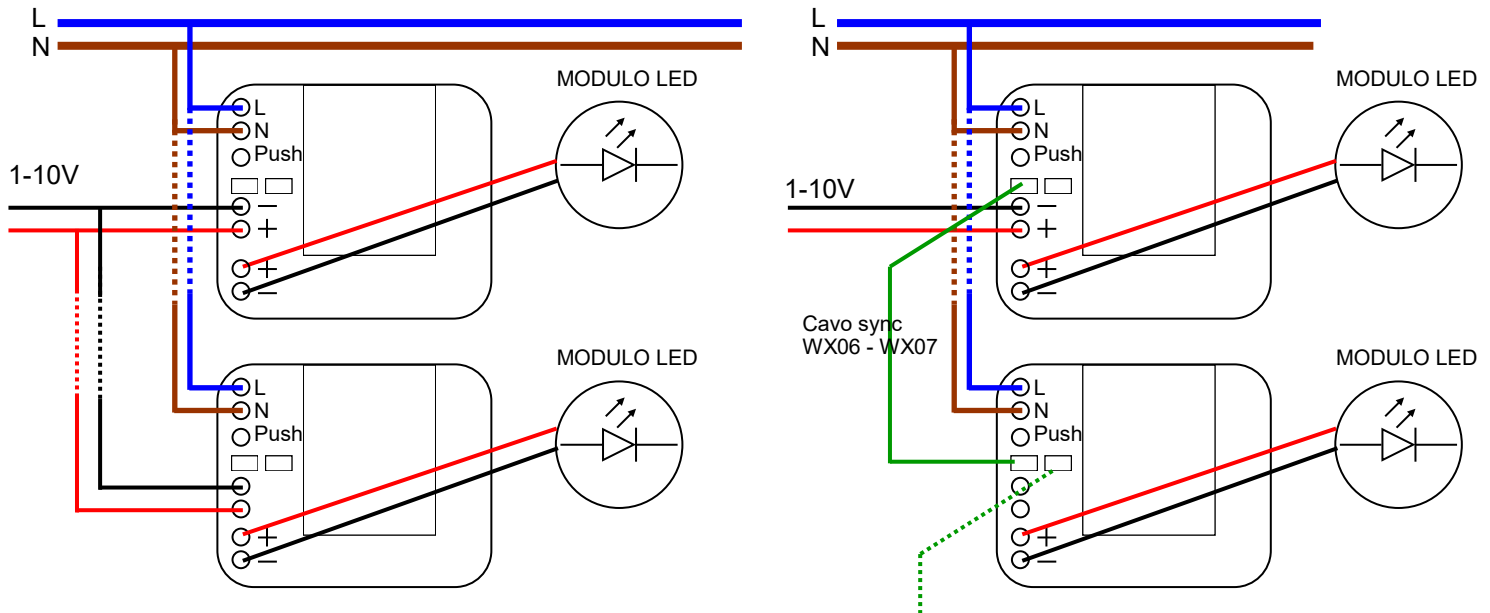 L
N
MODULO LED
L
N
Push
1-10V
−
+
+
−
MODULO LED
L
N
Push
+
−
L
N
MODULO LED
L
N
Push
1-10V
−
+
+
−
Cavo sync
WX06 - WX07
MODULO LED
L
N
Push
+
−